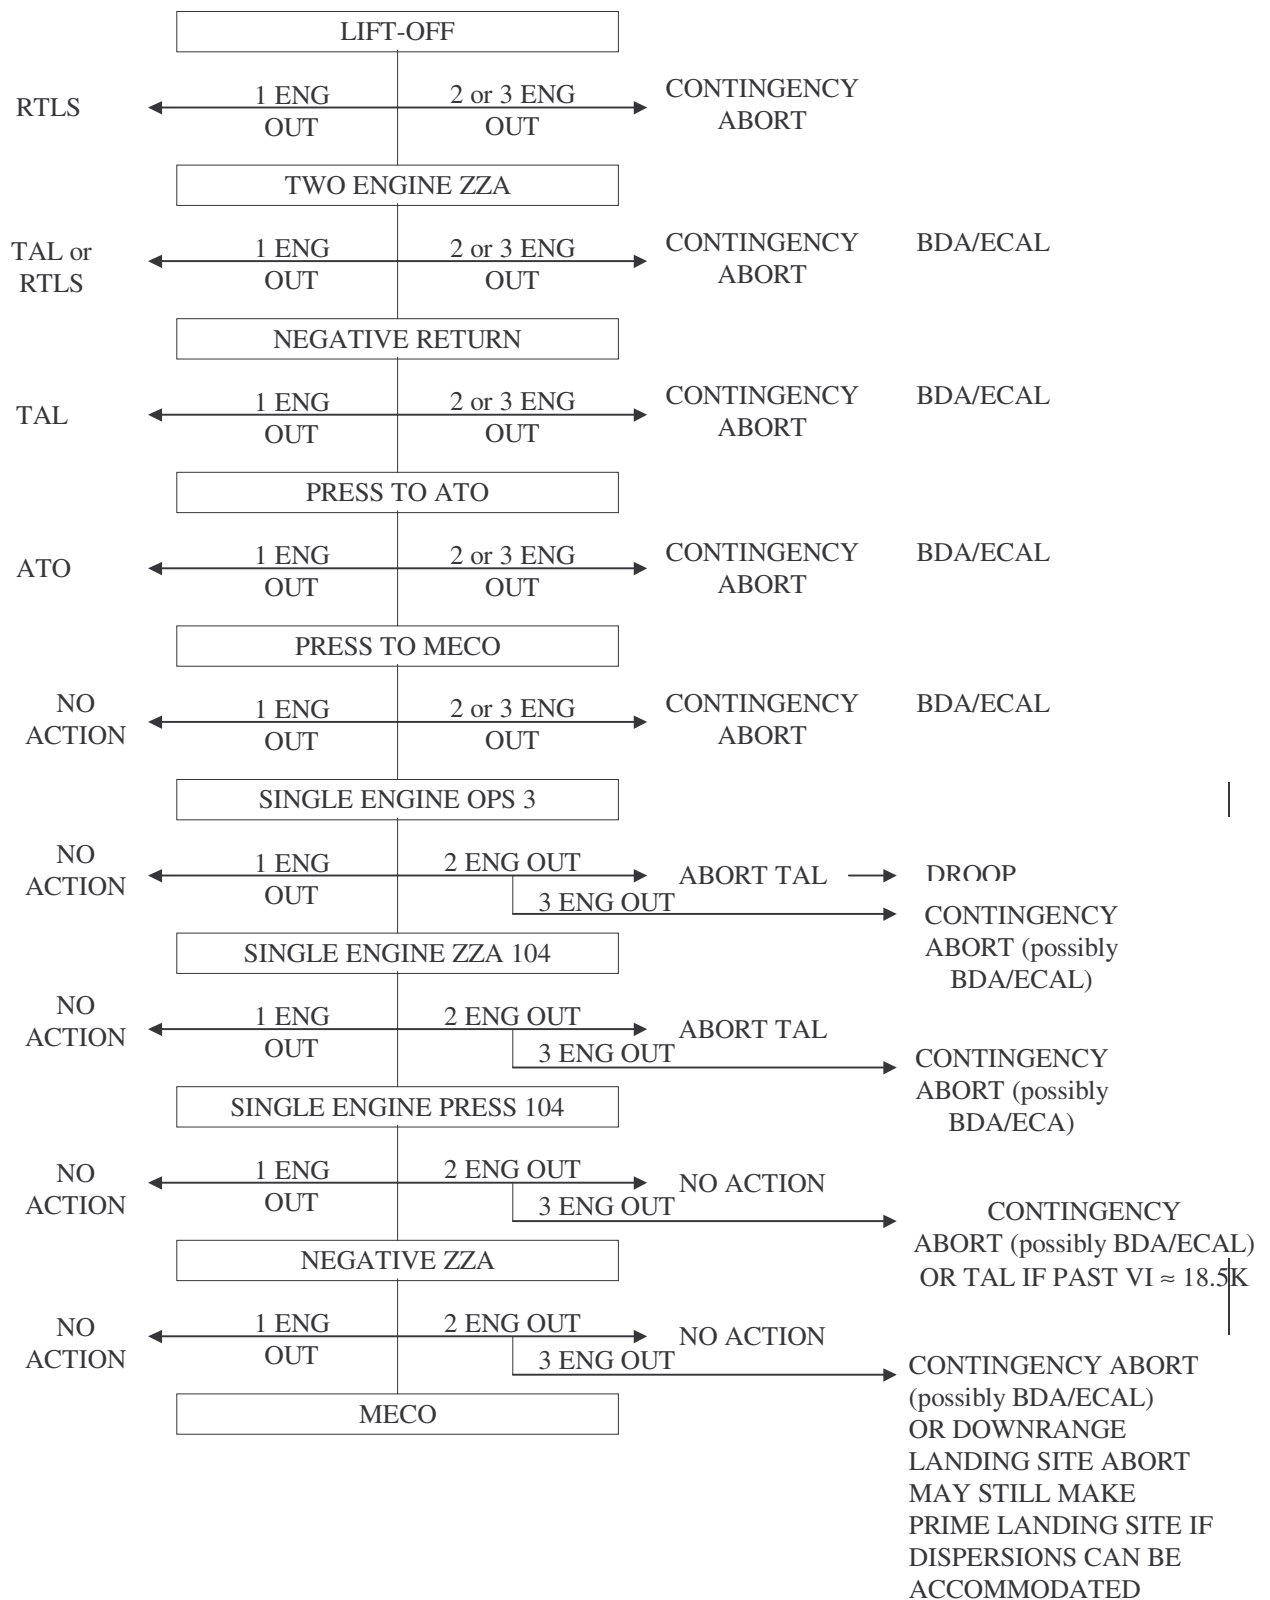 LIFT-OFF
RTLS
1 ENG
OUT
2 or 3 ENG
OUT
CONTINGENCY
ABORT
TWO ENGINE ZZA
TAL or
RTLS
1 ENG
OUT
2 or 3 ENG
OUT
CONTINGENCY
ABORT
BDA/ECAL
NEGATIVE RETURN
TAL
1 ENG
OUT
2 or 3 ENG
OUT
CONTINGENCY
ABORT
BDA/ECAL
PRESS TO ATO
ATO
1 ENG
OUT
2 or 3 ENG
OUT
CONTINGENCY
ABORT
BDA/ECAL
PRESS TO MECO
NO
ACTION
1 ENG
OUT
2 or 3 ENG
OUT
CONTINGENCY
ABORT
BDA/ECAL
SINGLE ENGINE OPS 3
NO
ACTION
1 ENG
OUT
2 ENG OUT
ABORT TAL
DROOP
3 ENG OUT
CONTINGENCY
ABORT (possibly
BDA/ECAL)
SINGLE ENGINE ZZA 104
NO
ACTION
1 ENG
OUT
2 ENG OUT
ABORT TAL
3 ENG OUT
CONTINGENCY
ABORT (possibly
BDA/ECA)
SINGLE ENGINE PRESS 104
NO
ACTION
1 ENG
OUT
2 ENG OUT
NO ACTION
3 ENG OUT
CONTINGENCY
ABORT (possibly BDA/ECAL)
OR TAL IF PAST VI ≈ 18.5K
NEGATIVE ZZA
NO
ACTION
1 ENG
OUT
2 ENG OUT
NO ACTION
3 ENG OUT
CONTINGENCY ABORT
(possibly BDA/ECAL)
OR DOWNRANGE
LANDING SITE ABORT
MAY STILL MAKE
PRIME LANDING SITE IF
DISPERSIONS CAN BE
ACCOMMODATED
MECO